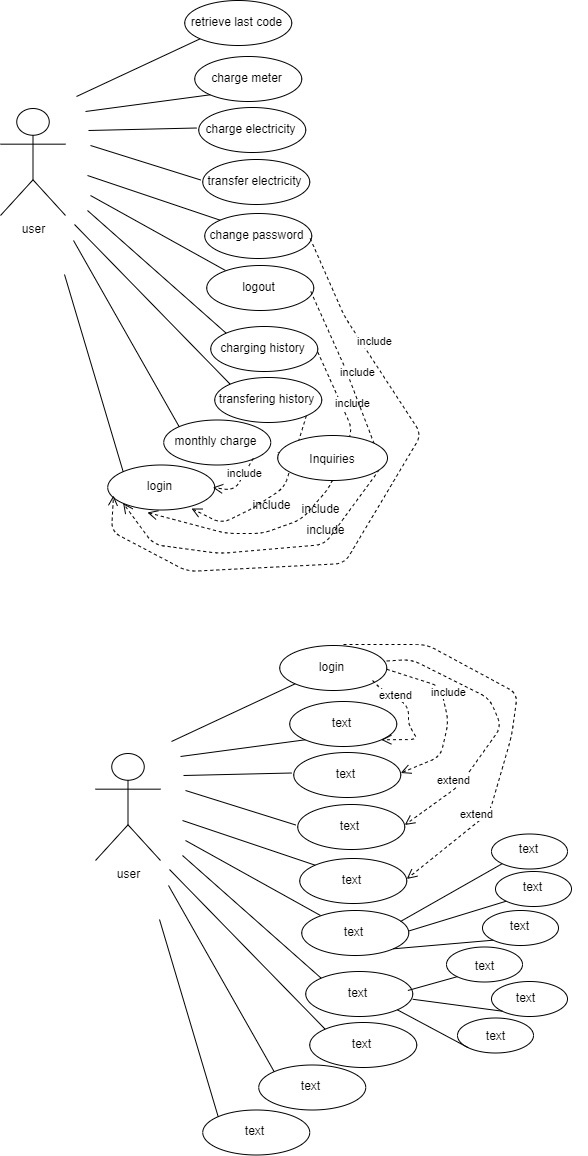 retrieve last code
charge meter
charge electricity
transfer electricity
user
change password
logout
include
charging history
include
transfering history
include
monthly charge
Inquiries
include
login
include
include
include
login
extend
include
text
text
extend
extend
text
text
text
user
text
text
text
text
text
text
text
text
text
text